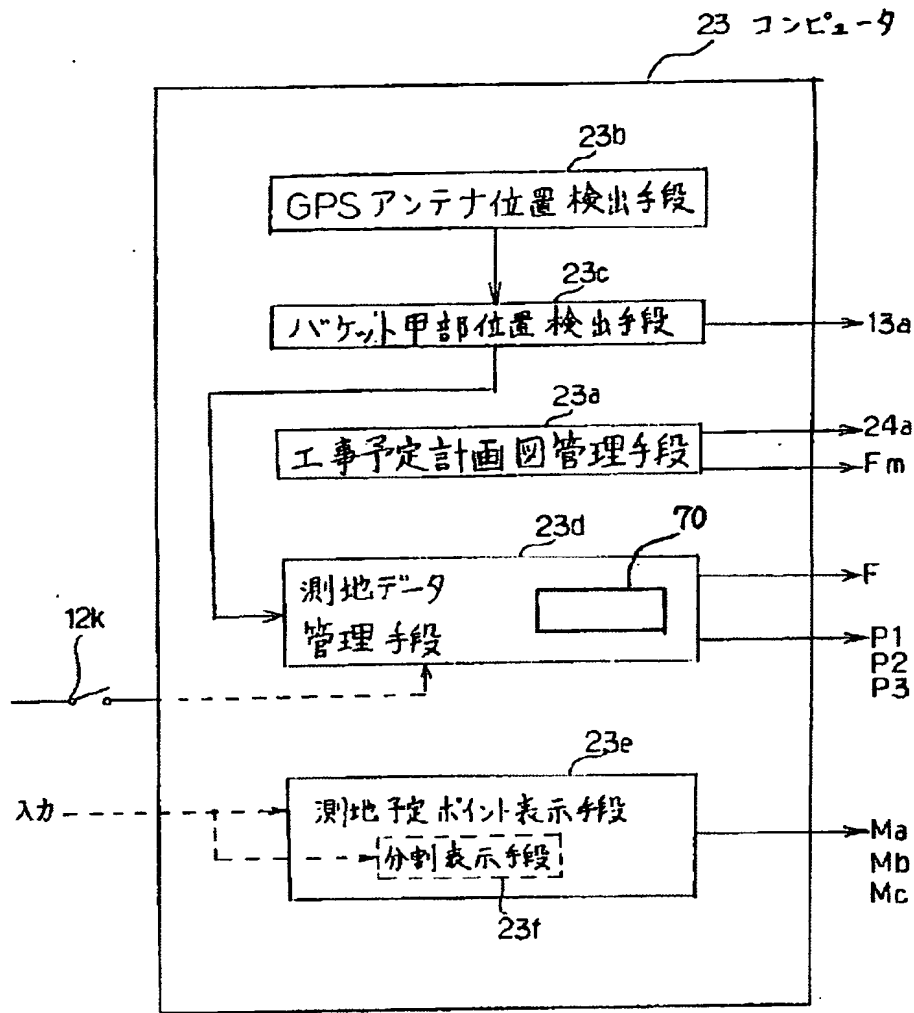 23 コンピュータ
23b
GPSアンテナ位置検出手段
23c
バケット甲部位置検出手段
13a
23a
工事予定計画図管理手段
24a
Fm
23d
70
測地データ
管理手段
F
12k
P1
P2
P3
23e
入力
測地予定ポイント表示手段
分割表示手段
Ma
Mb
Mc
23f